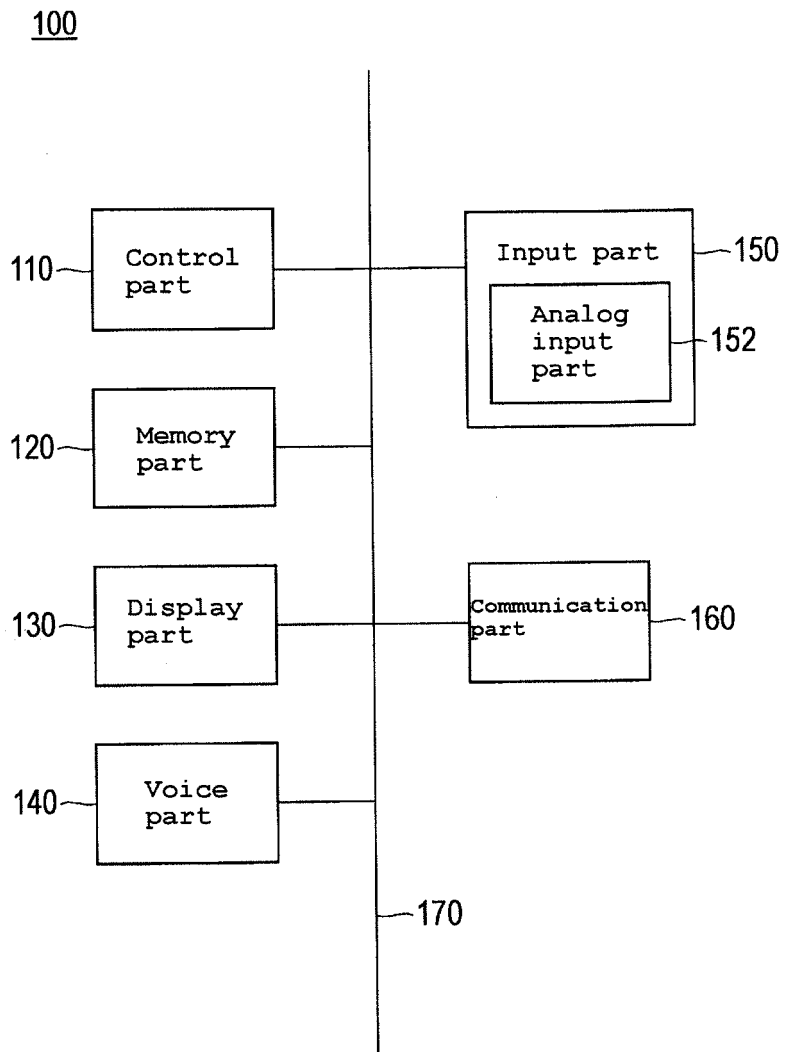 100
110
Control
part
Input part
150
Analog
input
part
152
120
Memory
part
130
Display
part
Communication
part
160
140
Voice
part
170